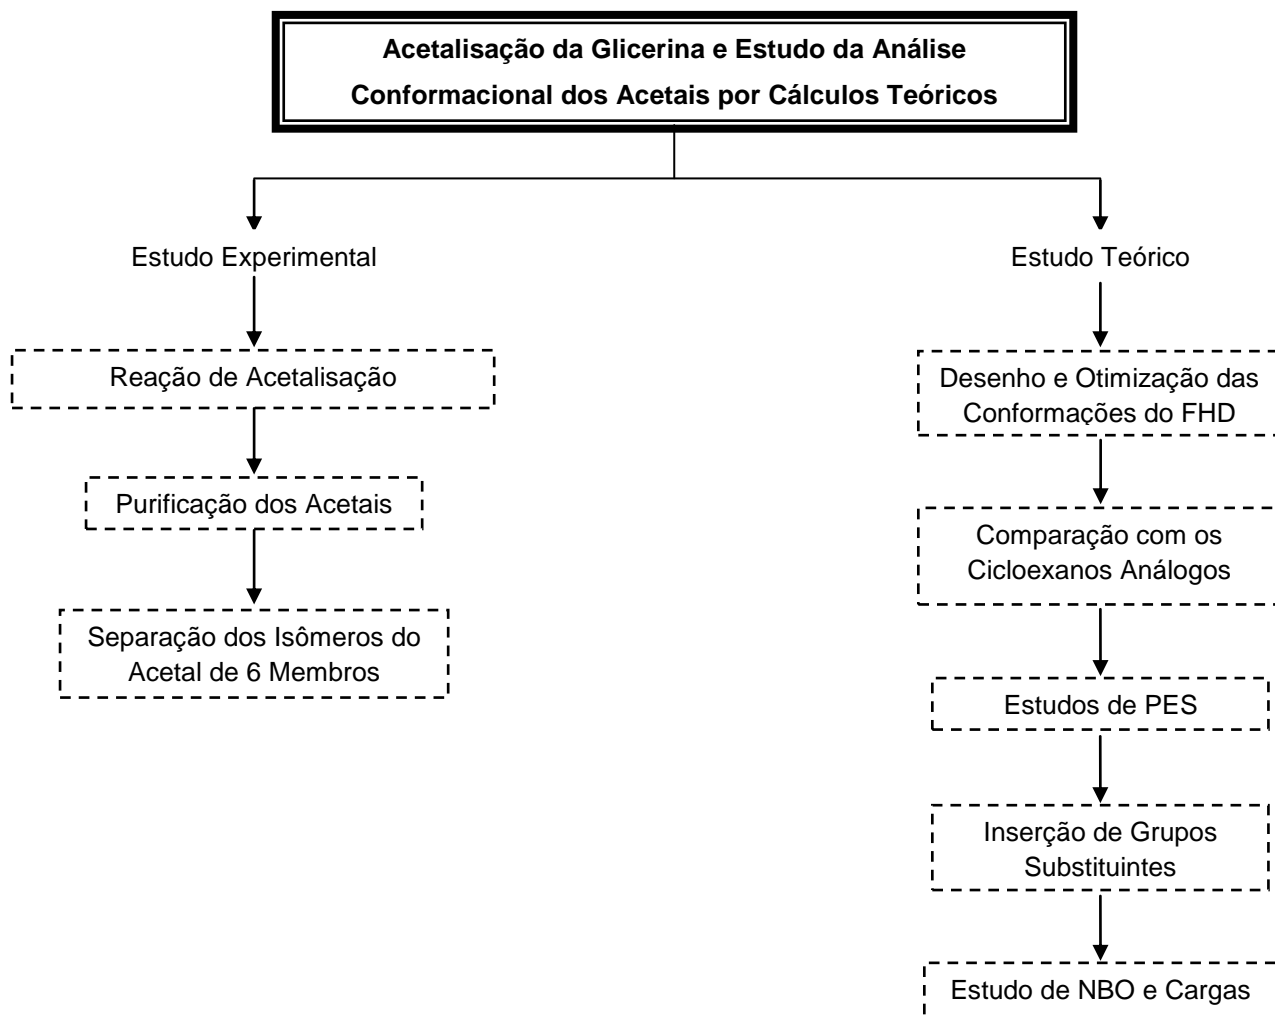 Acetalisação da Glicerina e Estudo da Análise
Conformacional dos Acetais por Cálculos Teóricos
Estudo Experimental
Reação de Acetalisação
Purificação dos Acetais
Separação dos Isômeros do
Acetal de 6 Membros
Estudo Teórico
Desenho e Otimização das
Conformações do FHD
Comparação com os
Cicloexanos Análogos
Estudos de PES
Inserção de Grupos
Substituintes
Estudo de NBO e Cargas